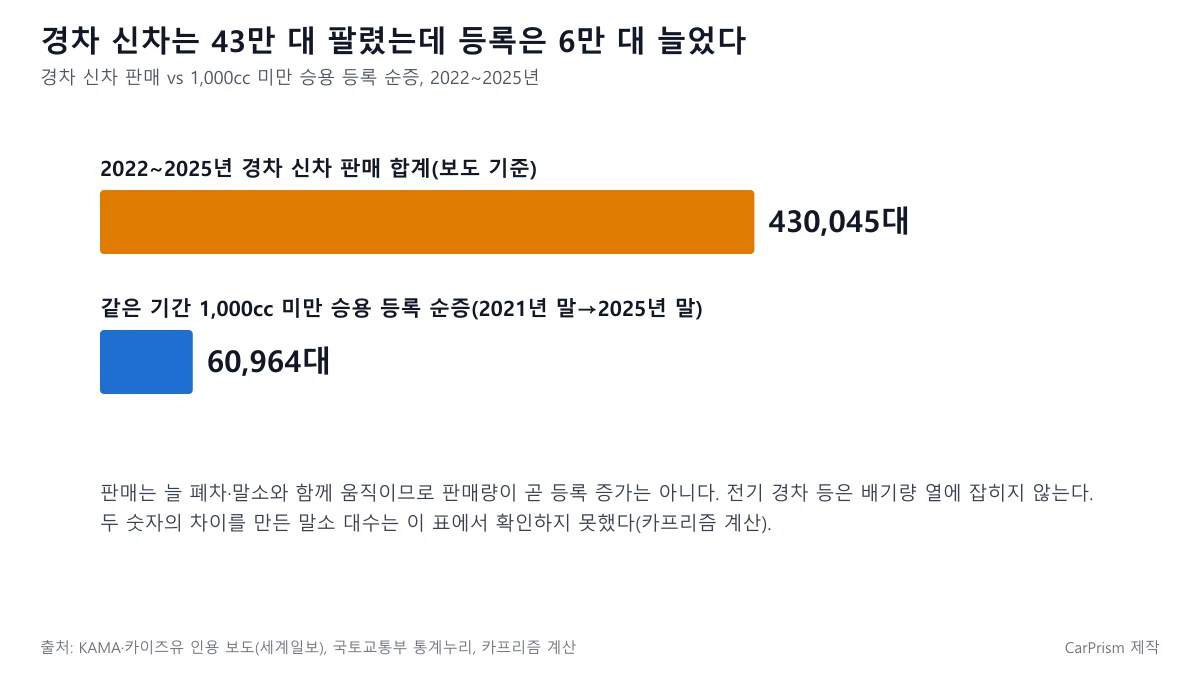 경차 신차는 43만 대 팔렸는데 등록은 6만 대 늘었다
경차 신차 판매 vs 1,000cc 미만 승용 등록 순증, 2022~2025년
2022~2025년 경차 신차 판매 합계(보도 기준)
430,045대
같은 기간 1,000cc 미만 승용 등록 순증(2021년 말→2025년 말)
60,964대
판매는 늘 폐차·말소와 함께 움직이므로 판매량이 곧 등록 증가는 아니다. 전기 경차 등은 배기량 열에 잡히지 않는다.
두 숫자의 차이를 만든 말소 대수는 이 표에서 확인하지 못했다(카프리즘 계산).
출처: KAMA·카이즈유 인용 보도(세계일보), 국토교통부 통계누리, 카프리즘 계산
CarPrism 제작